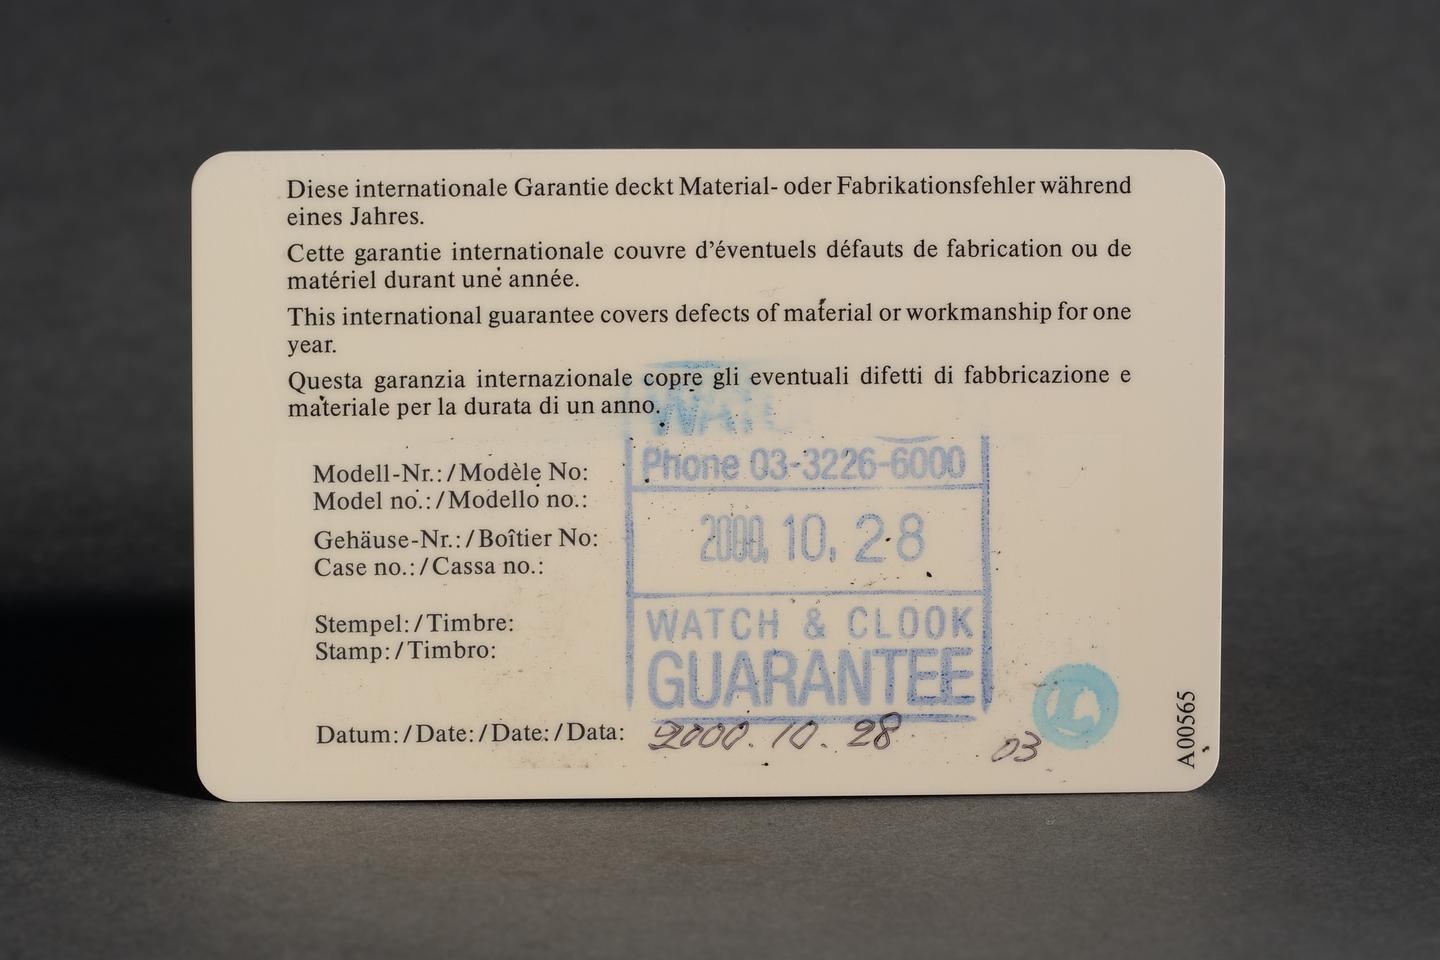 Diese internationale Garantie deckt Material- oder Fabrikationsfehler während
eines Jahres.
Cette garantie internationale couvre d'éventuels défauts de fabrication ou de
matériel durant une année.
This international guarantee covers defects of material or workmanship for one
year.
Questa garanzia internazionale copre gli eventuali difetti di fabbricazione e
materiale per la durata di un anno.
Modell-Nr.:/Modèle No:
Model no.:/Modello no.:
Gehäuse-Nr.:/Boîtier No:
Case no.:/Cassa no.:
Stempel:/Timbre:
Stamp:/Timbro:
Phone 03-3226-6000
2000. 10. 28
WATCH & CLOOK
GUARANTEE
Datum:/Date:/Date:/Data: 2000.10.28
03
A00565